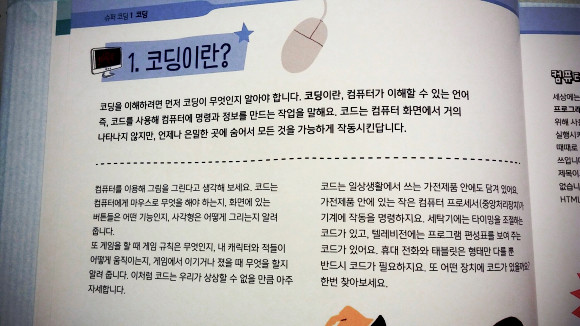 슈퍼 코딩 1 코딩
1. 코딩이란?
코딩을 이해하려면 먼저 코딩이 무엇인지 알아야 합니다. 코딩이란, 컴퓨터가 이해할 수 있는 언어
즉, 코드를 사용해 컴퓨터에 명령과 정보를 만드는 작업을 말해요. 코드는 컴퓨터 화면에서 거의
나타나지 않지만, 언제나 은밀한 곳에 숨어서 모든 것을 가능하게 작동시킨답니다.
컴퓨터를 이용해 그림을 그린다고 생각해 보세요. 코드는
컴퓨터에게 마우스로 무엇을 해야 하는지, 화면에 있는
버튼들은 어떤 기능인지, 사각형은 어떻게 그리는지 알려
줍니다.
또 게임을 할 때 게임 규칙은 무엇인지, 내 캐릭터와 적들이
어떻게 움직이는지, 게임에서 이기거나 졌을 때 무엇을 할지
알려 줍니다. 이처럼 코드는 우리가 상상할 수 없을 만큼 아주
자세합니다.
코드는 일상생활에서 쓰는 가전제품 안에도 담겨 있어요.
가전제품 안에 있는 작은 컴퓨터 프로세서(중앙처리장치)가
기계에 작동을 명령하지요. 세탁기에는 타이밍을 조절하는
코드가 있고, 텔레비전에는 프로그램 편성표를 보여 주는
코드가 있어요. 휴대 전화와 태블릿은 형태만 다를 뿐
반드시 코드가 필요하지요. 또 어떤 장치에 코드가 있을까요?
한번 찾아보세요.
컴퓨터
세상에는
프로그래
위해 사용
실행시키
때때로
쓰입니
제목이
없습니
HTML